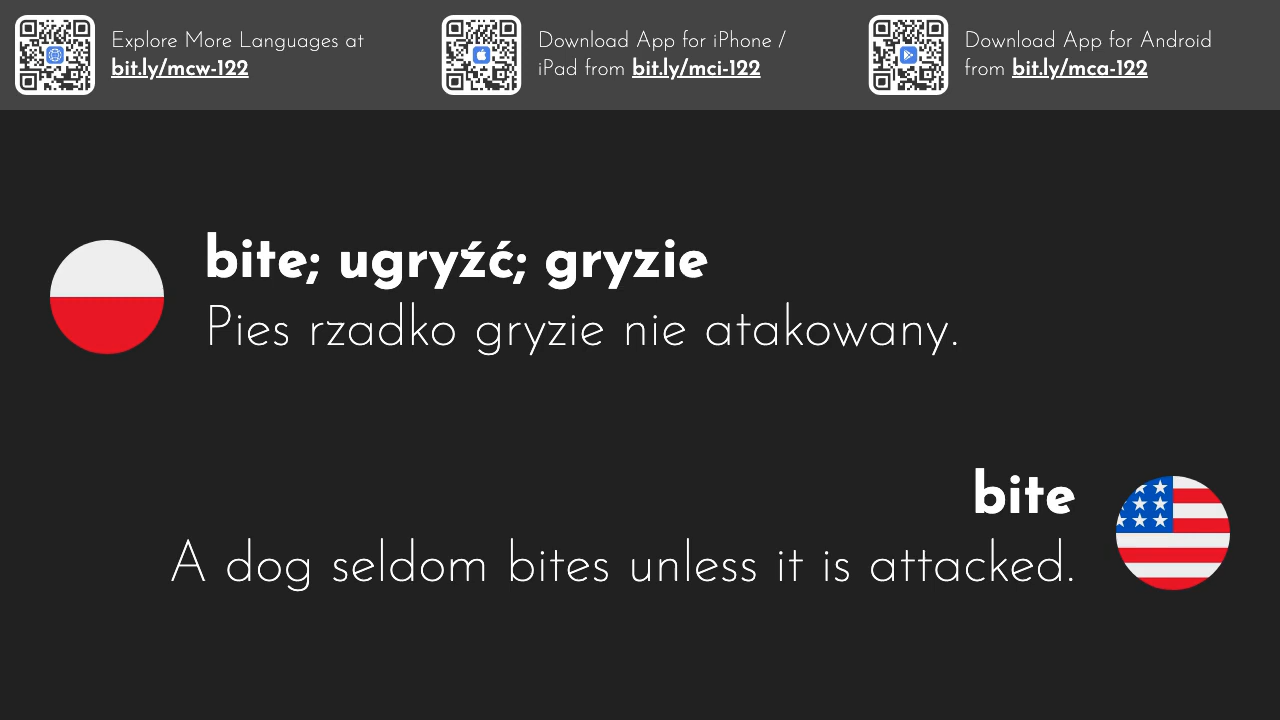 Explore More Languages at
bit.ly/mcw-122
Download App for iPhone /
iPad from bit.ly/mci-122
Download App for Android
from bit.ly/mca-122
bite; ugryźć; gryzie
Pies rzadko gryzie nie atakowany.
bite
A dog seldom bites unless it is attacked.